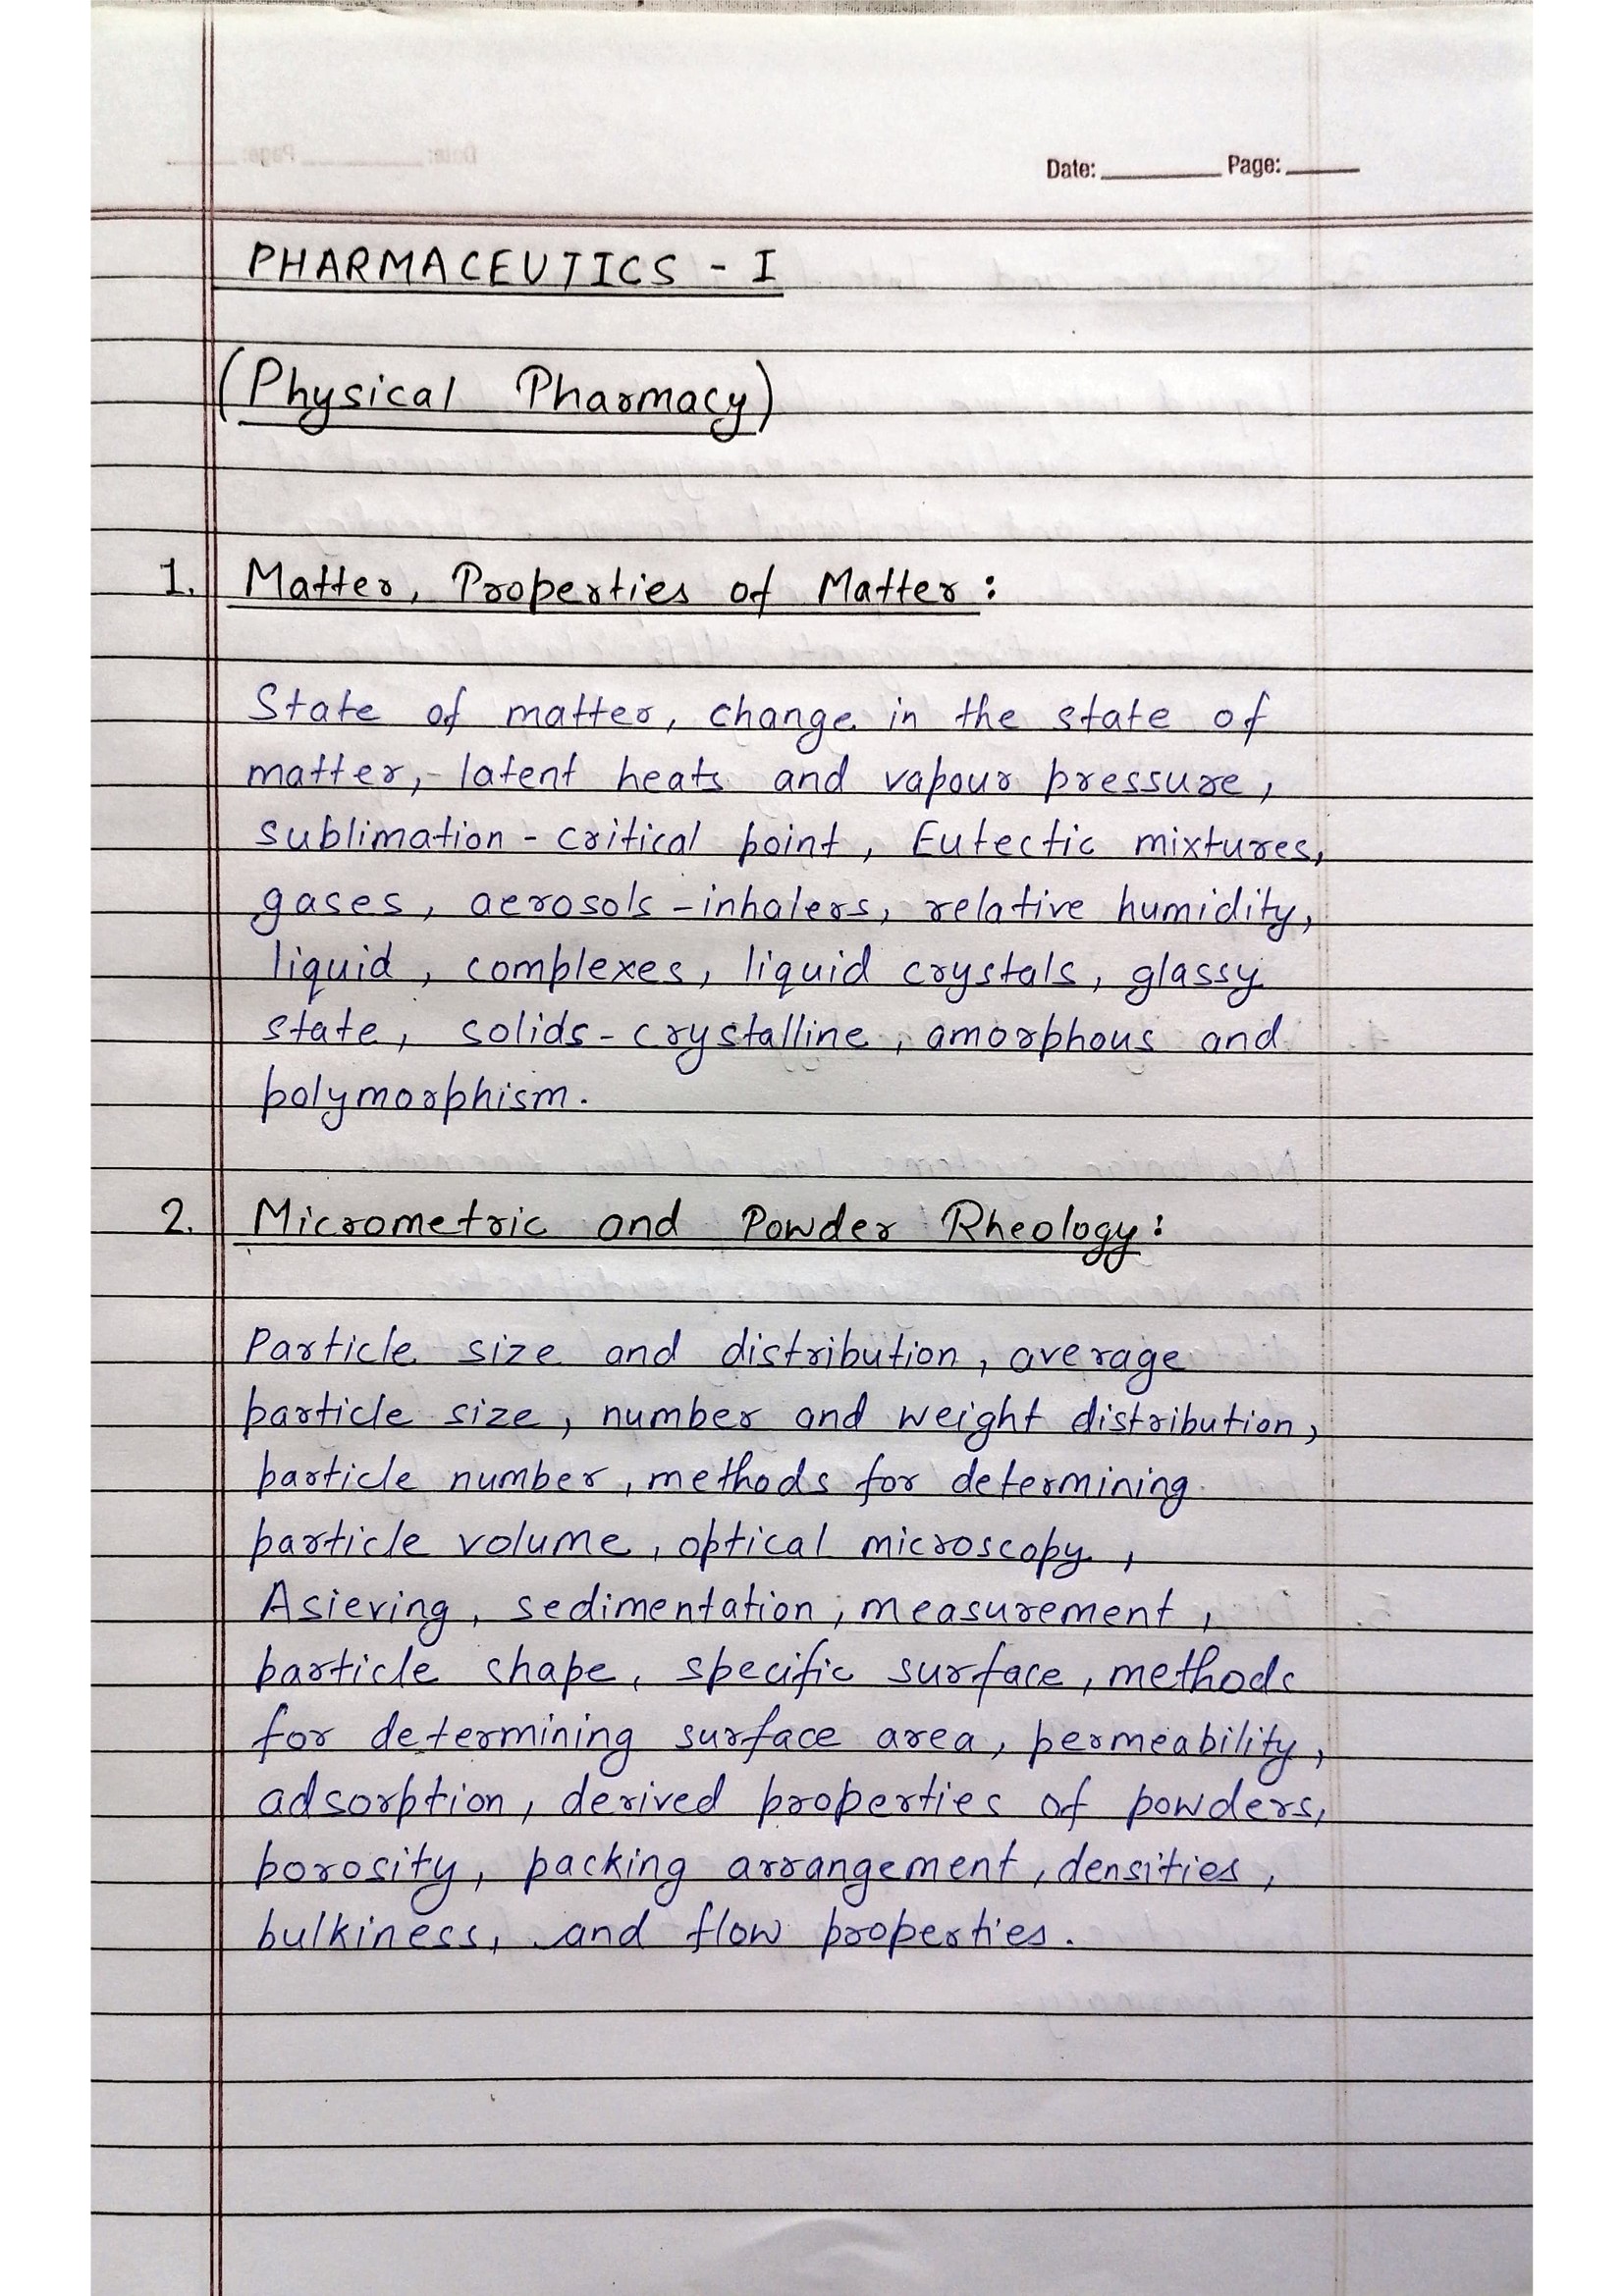 Date: Page:
PHARMACEUTICS - I
(Physical Pharmacy)
1. Matter, Properties of Matter :
State of matter, change in the state of
matter, latent heats and vapour pressure,
sublimation - critical point, Eutectic mixtures,
gases, aerosols - inhalers, relative humidity,
liquid, complexes, liquid crystals, glassy
state, solids - crystalline, amorphous and
polymorphism.
2. Micrometric and Powder Rheology :
Particle size and distribution, average
particle size, number and weight distribution,
particle number, methods for determining
particle volume, optical microscopy,
Asieving, sedimentation, measurement,
particle shape, specific surface, methods
for determining surface area, permeability,
adsorption, derived properties of powders,
porosity, packing arrangement, densities,
bulkiness, and flow properties.